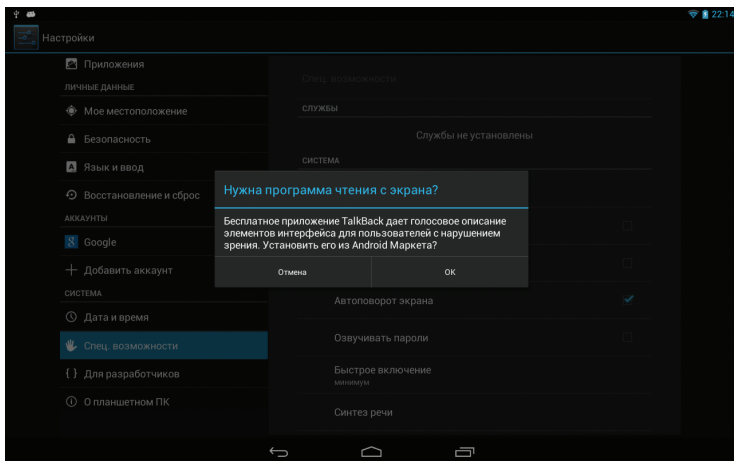 22:14
Настройки
Приложения
ЛИЧНЫЕ ДАННЫЕ
Мое местоположение
Безопасность
Язык и ввод
Восстановление и сброс
АККАУНТЫ
Google
Добавить аккаунт
СИСТЕМА
Дата и время
Спец. возможности
Для разработчиков
О планшетном ПК
Спец. возможности
СЛУЖБЫ
Службы не установлены
СИСТЕМА
Нужна программа чтения с экрана?
Бесплатное приложение TalkBack дает голосовое описание
элементов интерфейса для пользователей с нарушением
зрения. Установить его из Android Маркета?
Отмена
ОК
Автоповорот экрана
Озвучивать пароли
Быстрое включение
минимум
Синтез речи